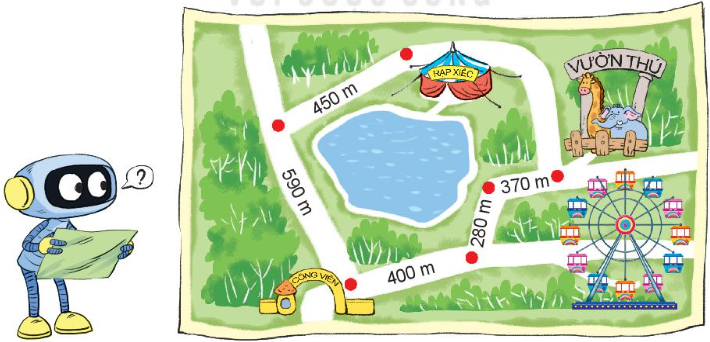 RẠP XIẾC
VƯỜN THÚ
450 m
590 m
370 m
280 m
400 m
CÔNG VIÊN
?